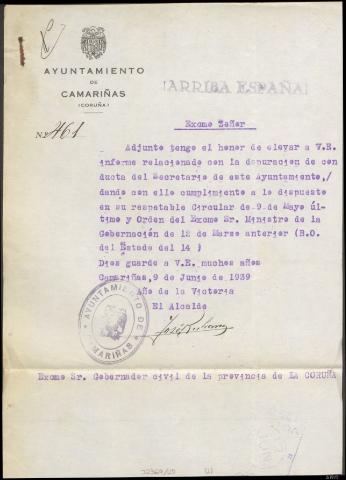 AYUNTAMIENTO
DE
CAMARIÑAS
(CORUÑA)
¡ARRIBA ESPAÑA!
Nº 461
Excmo Señor
Adjunto tengo el honor de elevar a V.E.
informe relacionado con la depuracion de con
ducta del Secretario de este Ayuntamiento,/
dando con ello cumplimiento a lo dispuesto
en su respetable Circular de 9 de Mayo úl-
timo y Orden del Excmo Sr. Ministro de la
Gobernación de 12 de Marzo anterior (B.O.
del Estado del 14 )
Dios guarde a V.E. muchos años
Camariñas, 9 de Junio de 1939
Año de la Victoria
El Alcalde
AYUNTAMIENTO DE
CAMARIÑAS
José
Excmo Sr. Gobernador civil de la provincia de LA CORUÑA
(1)